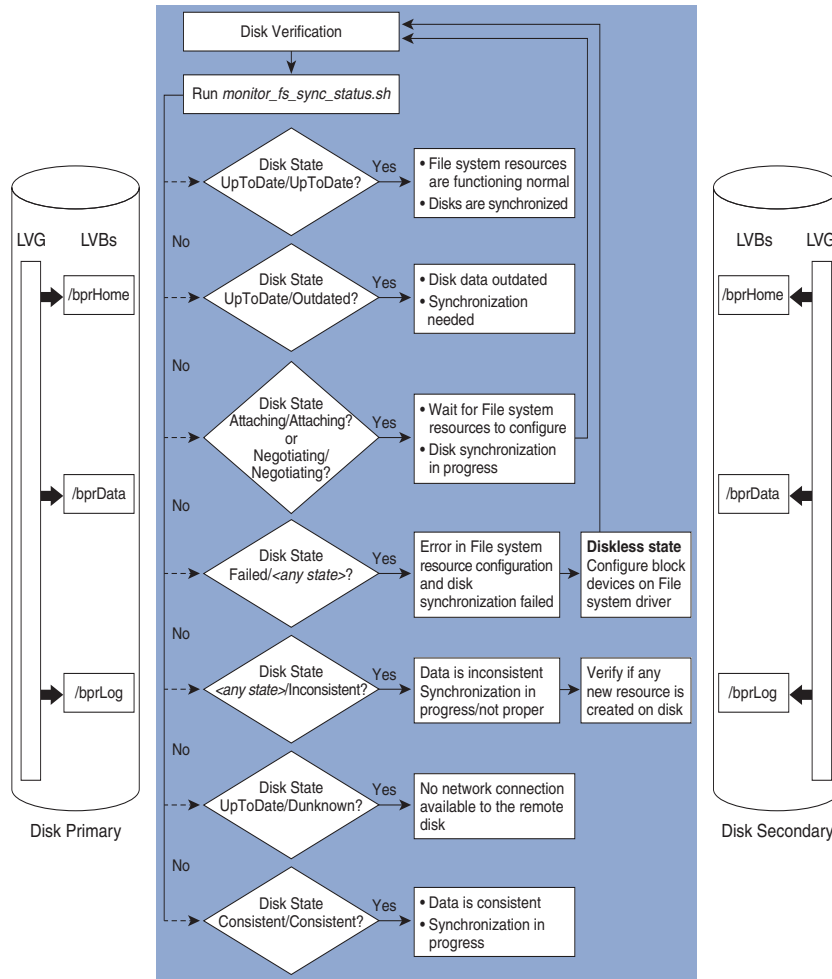 Disk Verification
Run monitor_fs_sync_status.sh
Disk State
UpToDate/UpToDate?
Yes
• File system resources
are functioning normal
• Disks are synchronized
No
Disk State
UpToDate/Outdated?
Yes
• Disk data outdated
• Synchronization
needed
No
Disk State
Attaching/Attaching?
or
Negotiating/
Negotiating?
Yes
• Wait for File system
resources to configure
• Disk synchronization
in progress
No
Disk State
Failed/<any state>?
Yes
Error in File system
resource configuration
and disk
synchronization failed
Diskless state
Configure block
devices on File
system driver
No
Disk State
<any state>/Inconsistent?
Yes
Data is inconsistent
Synchronization in
progress/not proper
Verify if any
new resource is
created on disk
No
Disk State
UpToDate/Dunknown?
Yes
No network connection
available to the remote
disk
No
Disk State
Consistent/Consistent?
Yes
• Data is consistent
• Synchronization in
progress
LVG
LVBs
/bprHome
/bprData
/bprLog
Disk Primary
LVBs
LVG
/bprHome
/bprData
/bprLog
Disk Secondary